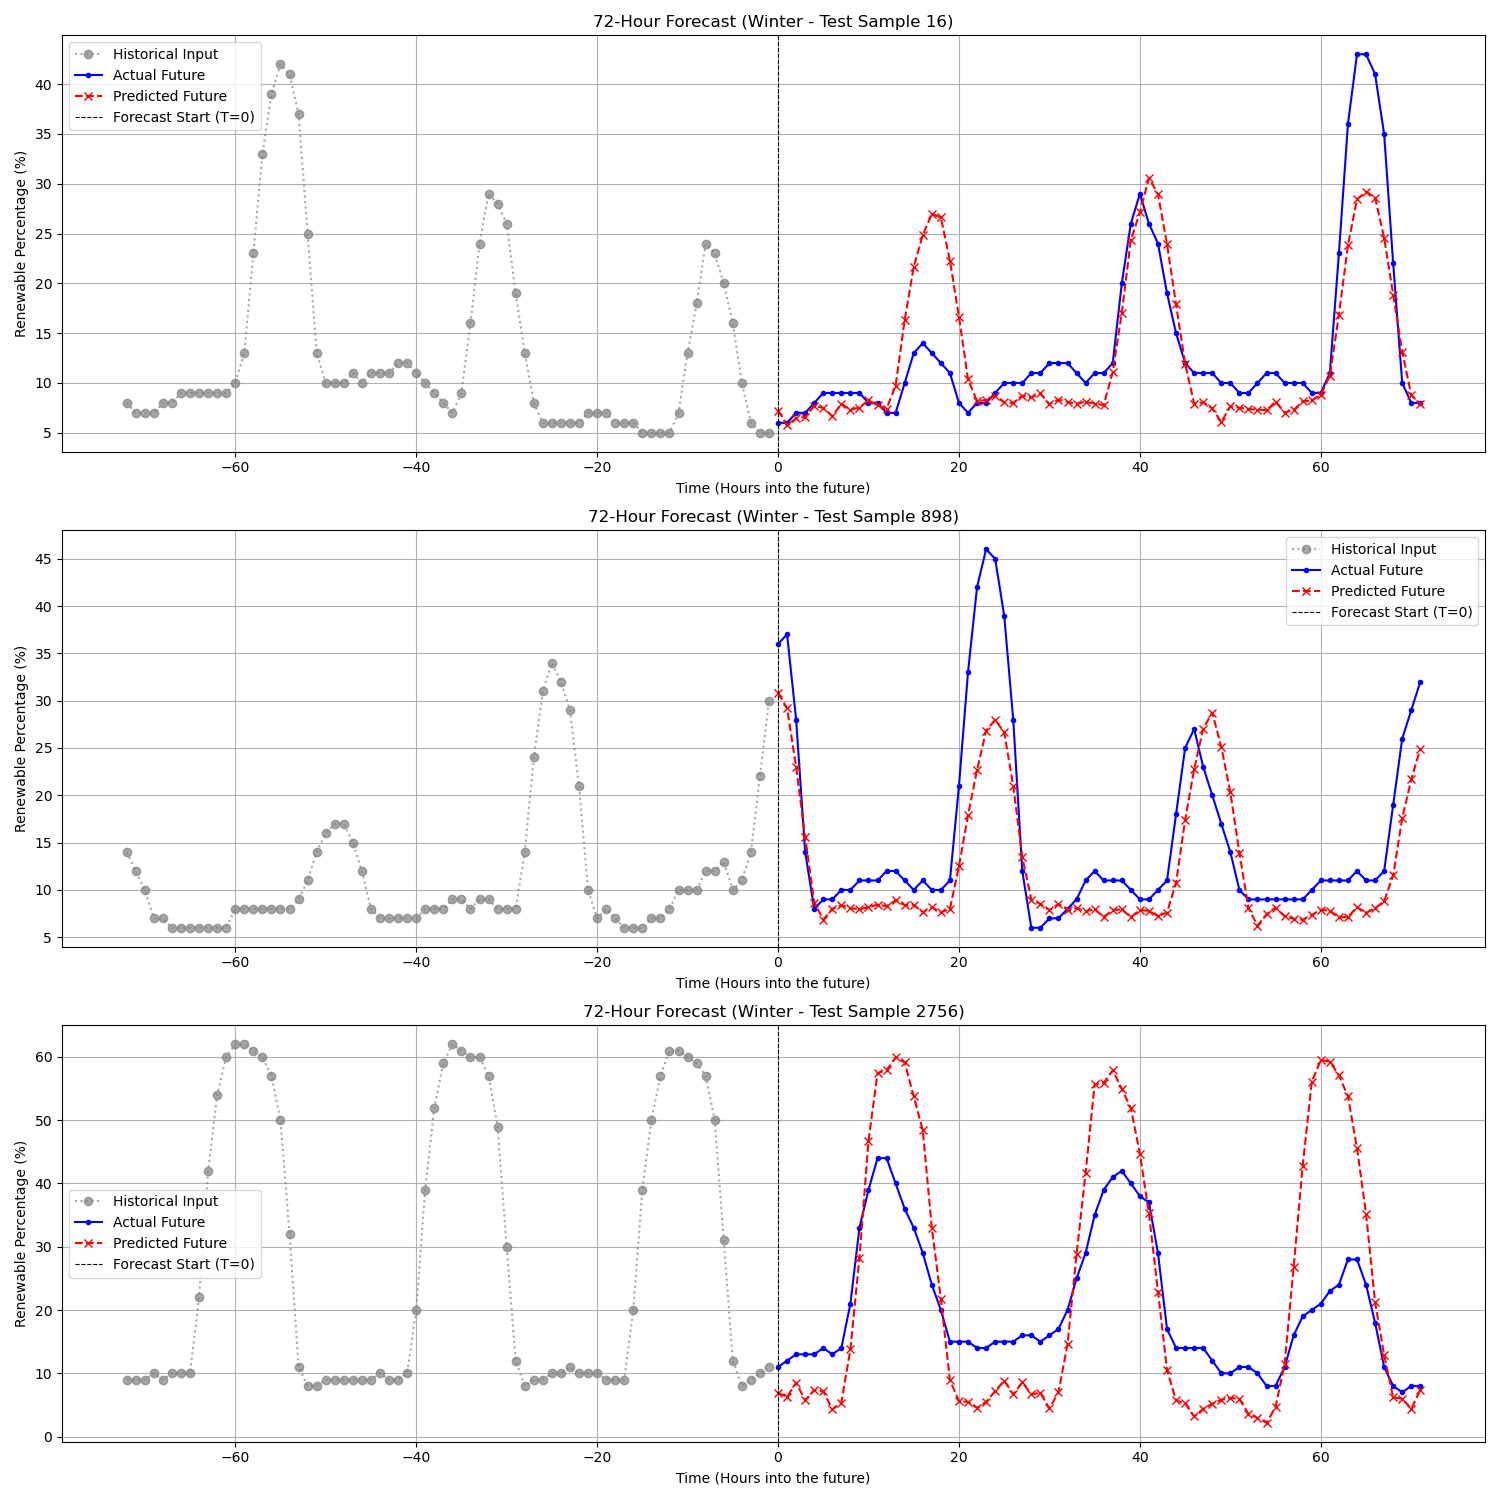 72-Hour Forecast (Winter - Test Sample 16)
Historical Input
Actual Future
Predicted Future
Forecast Start (T=0)
Renewable Percentage (%)
40
35
30
25
20
15
10
5
−60 −40 −20 0 20 40 60
Time (Hours into the future)
72-Hour Forecast (Winter - Test Sample 898)
Historical Input
Actual Future
Predicted Future
Forecast Start (T=0)
Renewable Percentage (%)
45
40
35
30
25
20
15
10
5
−60 −40 −20 0 20 40 60
Time (Hours into the future)
72-Hour Forecast (Winter - Test Sample 2756)
Historical Input
Actual Future
Predicted Future
Forecast Start (T=0)
Renewable Percentage (%)
60
50
40
30
20
10
0
−60 −40 −20 0 20 40 60
Time (Hours into the future)